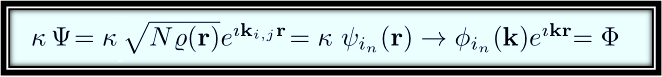 κ Ψ = κ √Nϱ(𝐫) e^{ı𝐤_{i,j}𝐫} = κ ψ_{i_n}(𝐫) → ϕ_{i_n}(𝐤)e^{ı𝐤𝐫} = Φ